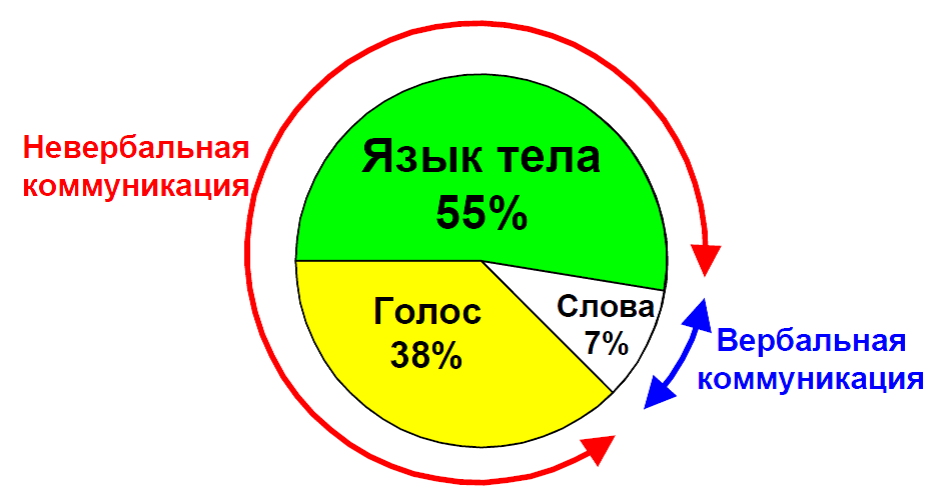 Невербальная
коммуникация
Язык тела
55%
Голос
38%
Слова
7%
Вербальная
коммуникация